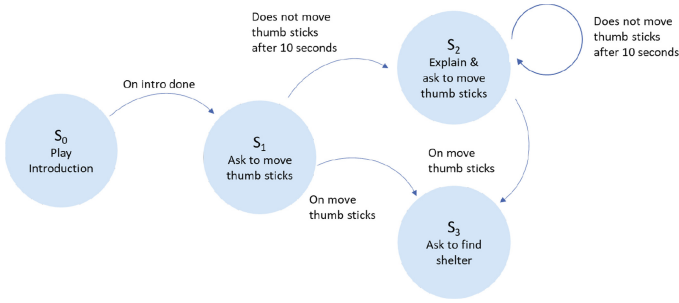 S0
Play
Introduction
On intro done
S1
Ask to move
thumb sticks
Does not move
thumb sticks
after 10 seconds
S2
Explain &
ask to move
thumb sticks
Does not move
thumb sticks
after 10 seconds
On move
thumb sticks
On move
thumb sticks
S3
Ask to find
shelter